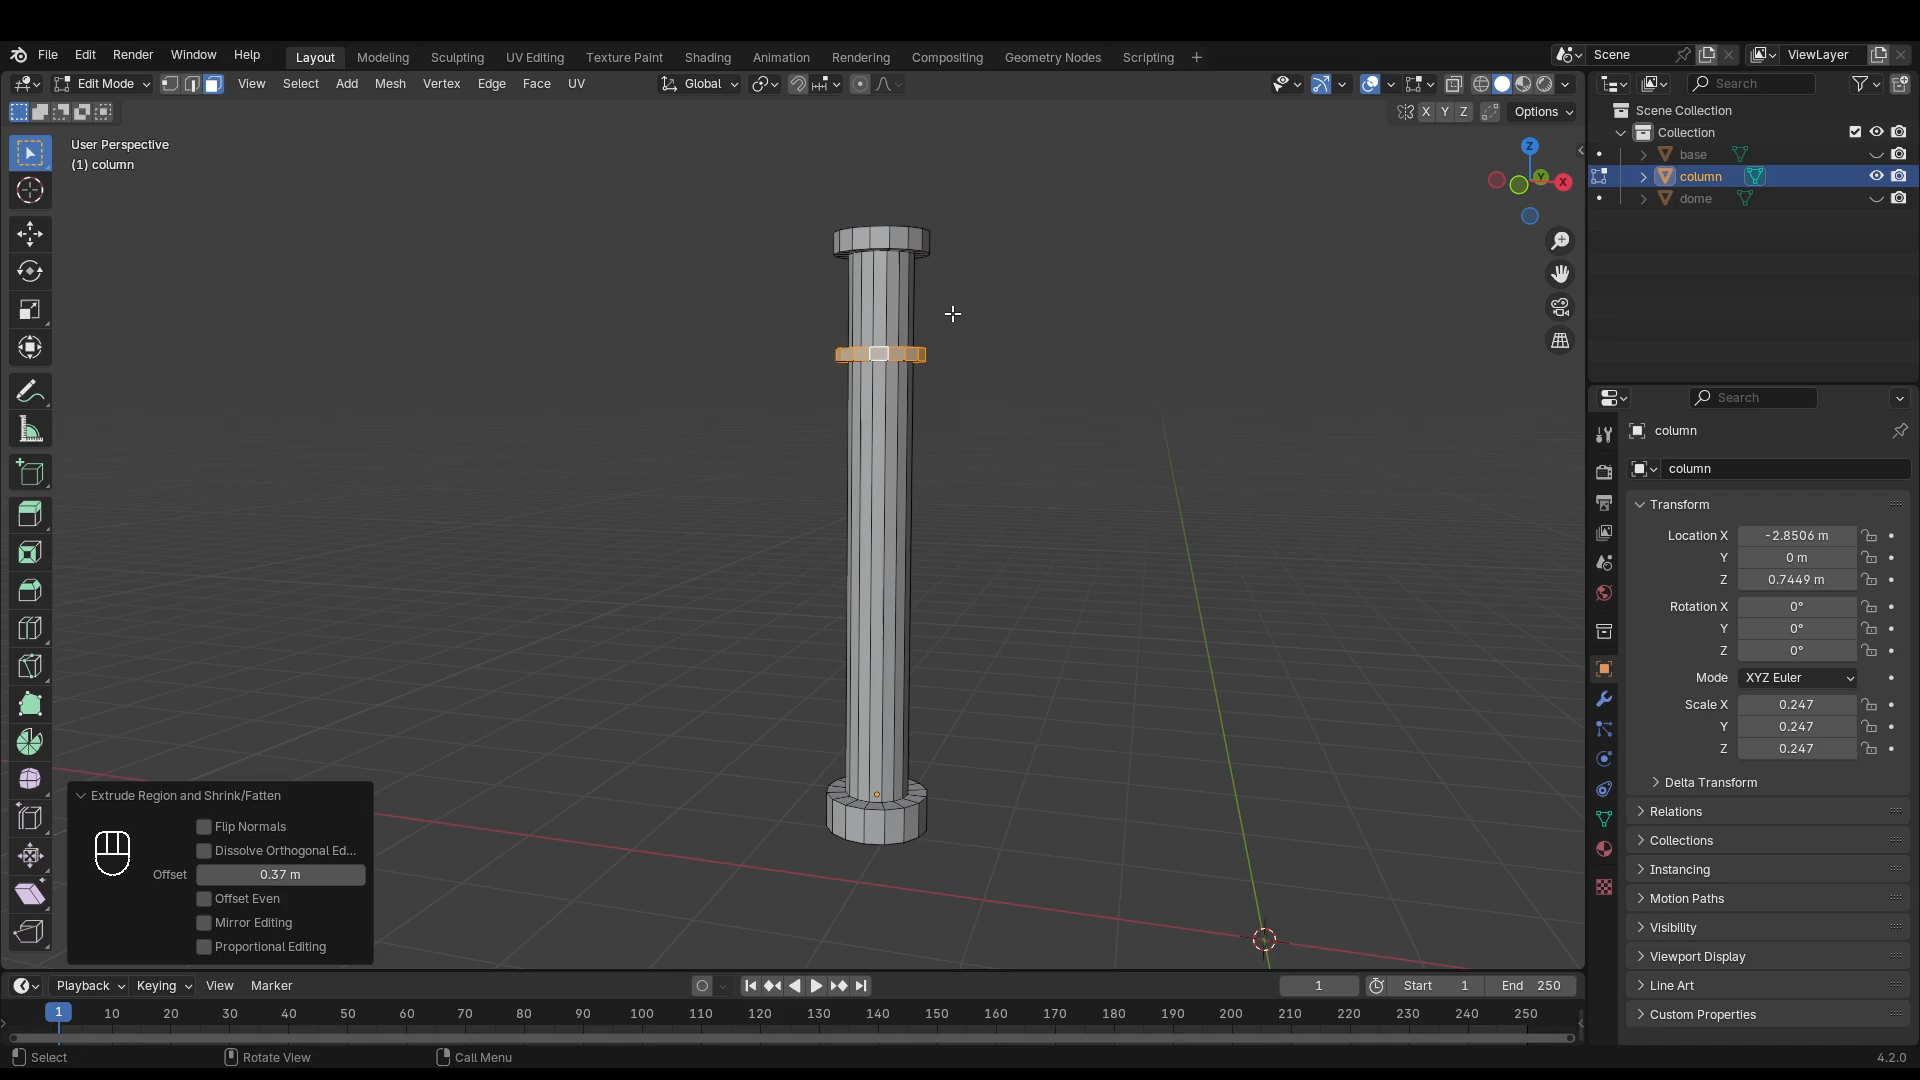 File Edit Render Window Help Layout Modeling Sculpting UV Editing Texture Paint Shading Animation Rendering Compositing Geometry Nodes Scripting + Scene ViewLayer
Edit Mode View Select Add Mesh Vertex Edge Face UV Global Search
X Y Z Options
User Perspective
(1) column
Z
Y
X
Scene Collection
Collection
base
column
dome
Search
column
column
Transform
Location X -2.8506 m
Y 0 m
Z 0.7449 m
Rotation X 0°
Y 0°
Z 0°
Mode XYZ Euler
Scale X 0.247
Y 0.247
Z 0.247
Delta Transform
Relations
Collections
Instancing
Motion Paths
Visibility
Viewport Display
Line Art
Custom Properties
Extrude Region and Shrink/Fatten
Flip Normals
Dissolve Orthogonal Ed...
Offset 0.37 m
Offset Even
Mirror Editing
Proportional Editing
Playback Keying View Marker 1 Start 1 End 250
1 10 20 30 40 50 60 70 80 90 100 110 120 130 140 150 160 170 180 190 200 210 220 230 240 250
Select Rotate View Call Menu 4.2.0